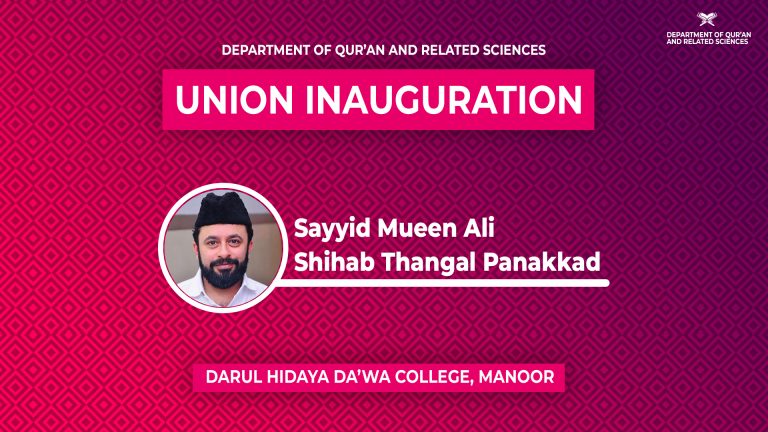 DEPARTMENT OF QUR'AN
AND RELATED SCIENCES
DEPARTMENT OF QUR'AN AND RELATED SCIENCES
UNION INAUGURATION
Sayyid Mueen Ali
Shihab Thangal Panakkad
DARUL HIDAYA DA'WA COLLEGE, MANOOR